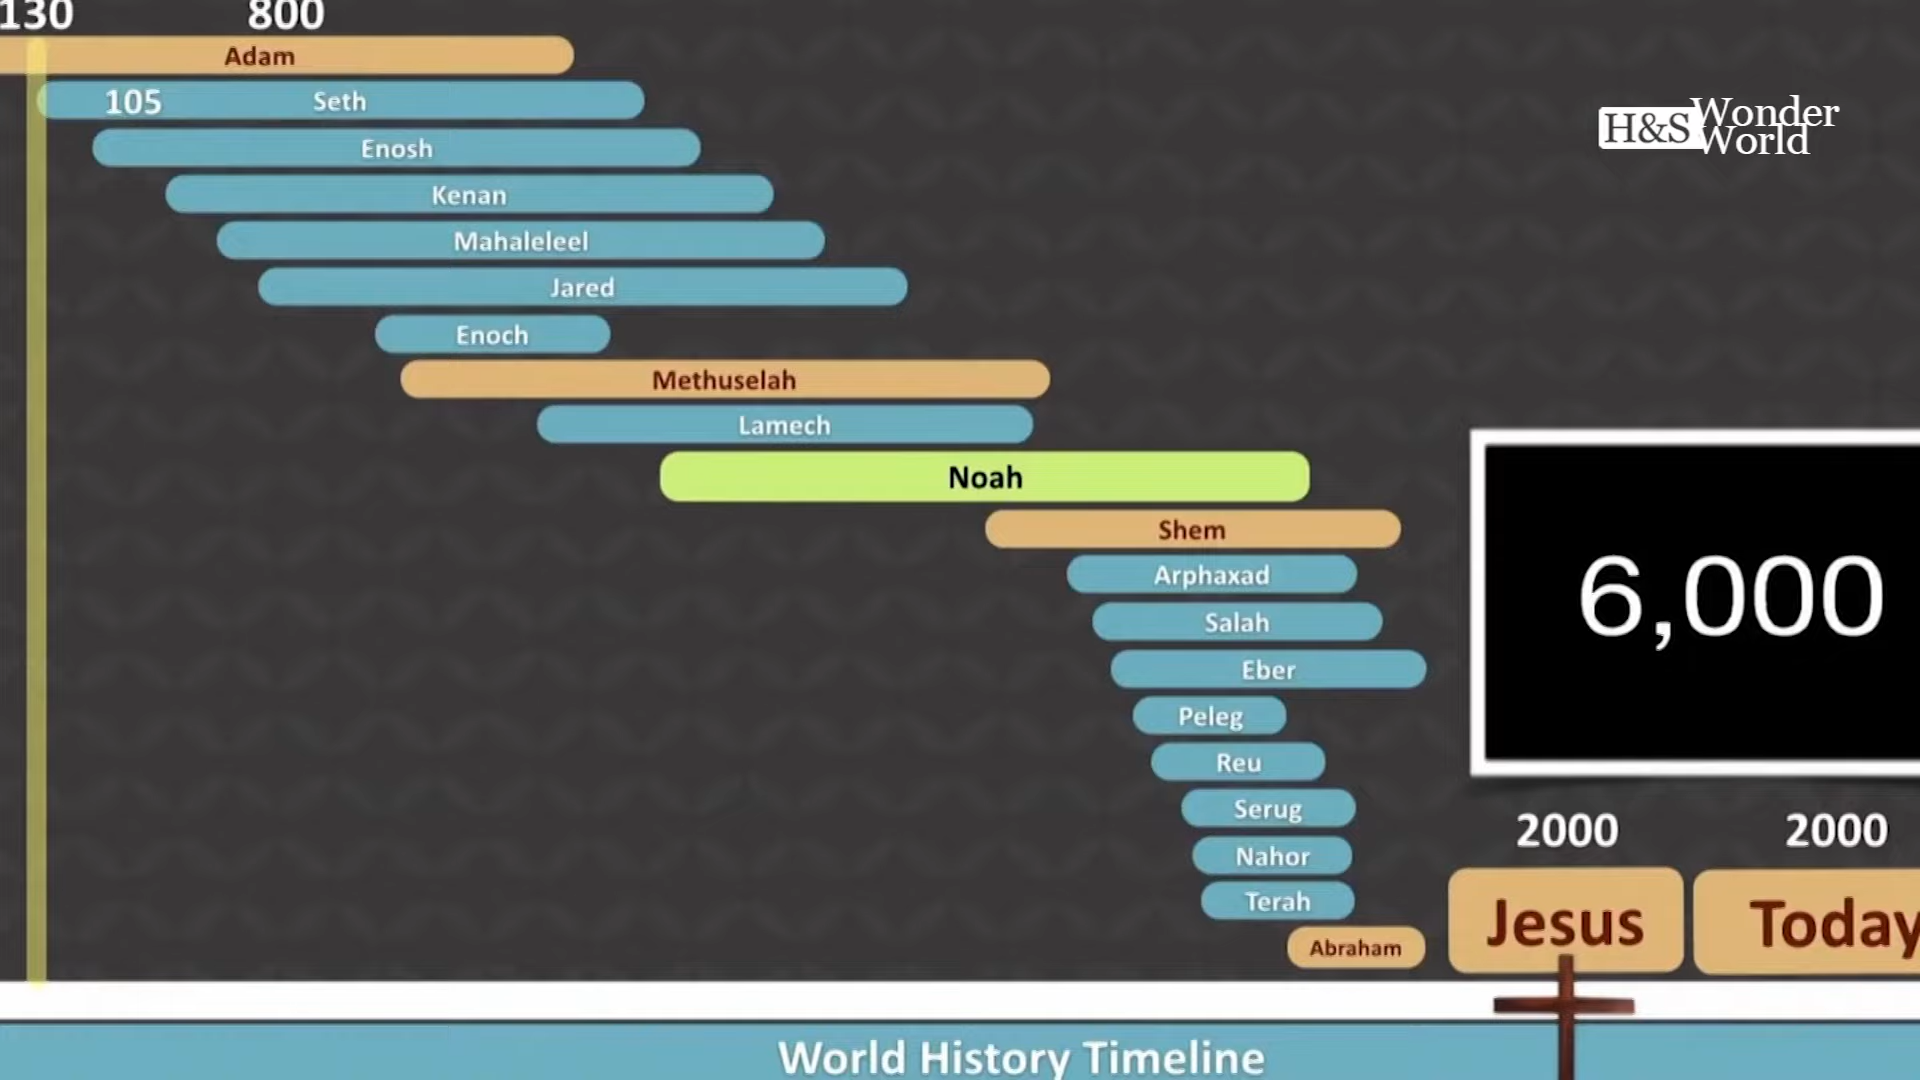 130 800
Adam
105 Seth
Enosh
Kenan
Mahaleleel
Jared
Enoch
Methuselah
Lamech
Noah
Shem
Arphaxad
Salah
Eber
Peleg
Reu
Serug
Nahor
Terah
Abraham
H&S Wonder World
6,000
2000 2000
Jesus Today
World History Timeline